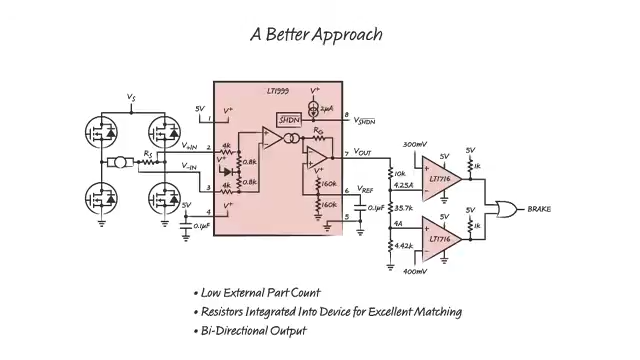 A Better Approach
LT1999
VS
5V
V+
V+
SHDN
2µA
8
VSHDN
1
RG
300mV
5V
5V
1k
RS
V+IN
2
4k
0.8k
V+
7
VOUT
10k
4.25A
LT1716
V–IN
0.8k
4k
3
V+
160k
160k
6
VREF
0.1µF
35.7k
5V
5V
1k
BRAKE
5V
4
V+
0.1µF
5
4A
4.42k
LT1716
400mV
• Low External Part Count
• Resistors Integrated Into Device for Excellent Matching
• Bi-Directional Output